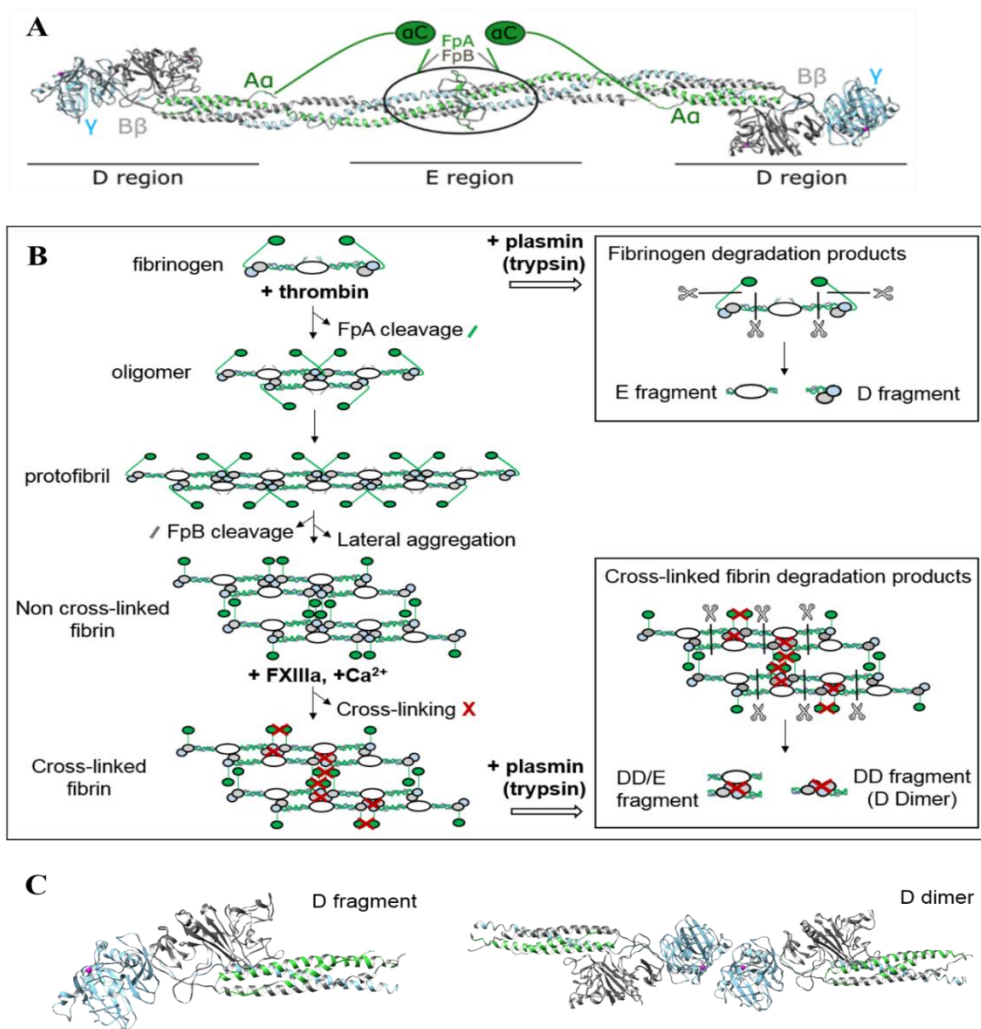 A
αC αC
FpA
FpB
Aα
Bβ
γ
γ
Bβ
Aα
D region E region D region
B
fibrinogen
+ thrombin
FpA cleavage
oligomer
protofibril
FpB cleavage
Lateral aggregation
Non cross-linked
fibrin
+ FXIIIa, +Ca²⁺
Cross-linking X
Cross-linked
fibrin
+ plasmin
(trypsin)
Fibrinogen degradation products
E fragment D fragment
Cross-linked fibrin degradation products
+ plasmin
(trypsin)
DD/E
fragment
DD fragment
(D Dimer)
C
D fragment D dimer